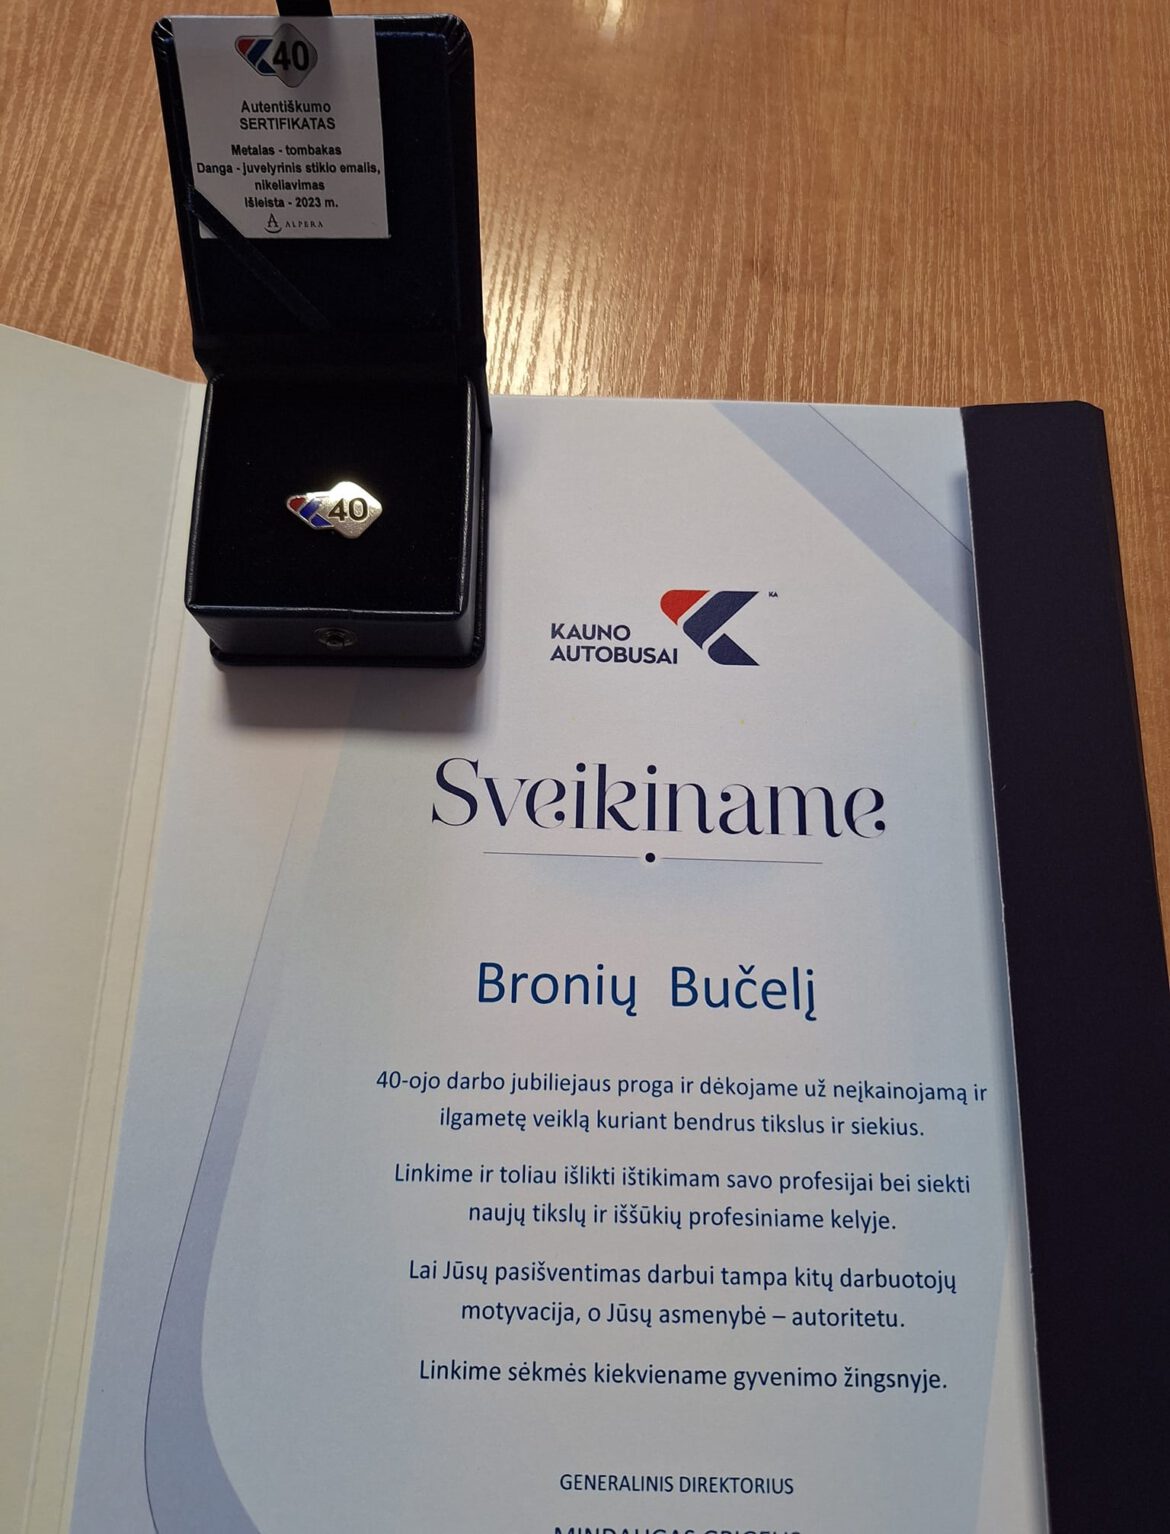 40
Autentiškumo
SERTIFIKATAS
Metalas - tombakas
Danga - juvelyrinis stiklo emalis,
nikeliavimas
Išleista - 2023 m.
ALPERA
40
KA
KAUNO
AUTOBUSAI
Sveikiname
Bronių Bučelį
40-ojo darbo jubiliejaus proga ir dėkojame už neįkainojamą ir
ilgametę veiklą kuriant bendrus tikslus ir siekius.
Linkime ir toliau išlikti ištikimam savo profesijai bei siekti
naujų tikslų ir iššūkių profesiniame kelyje.
Lai Jūsų pasišventimas darbui tampa kitų darbuotojų
motyvacija, o Jūsų asmenybė – autoritetu.
Linkime sėkmės kiekviename gyvenimo žingsnyje.
GENERALINIS DIREKTORIUS
MINDAUGAS